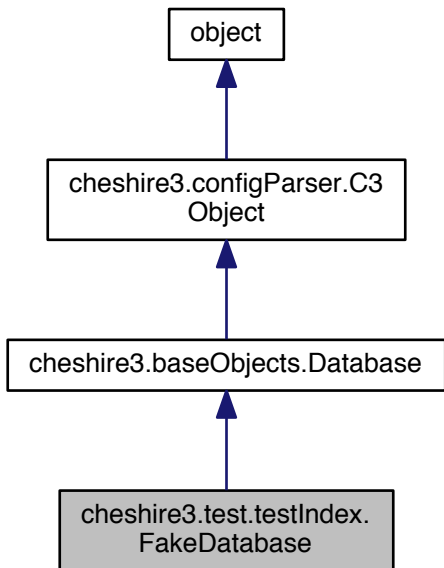 object
cheshire3.configParser.C3
Object
cheshire3.baseObjects.Database
cheshire3.test.testIndex.
FakeDatabase